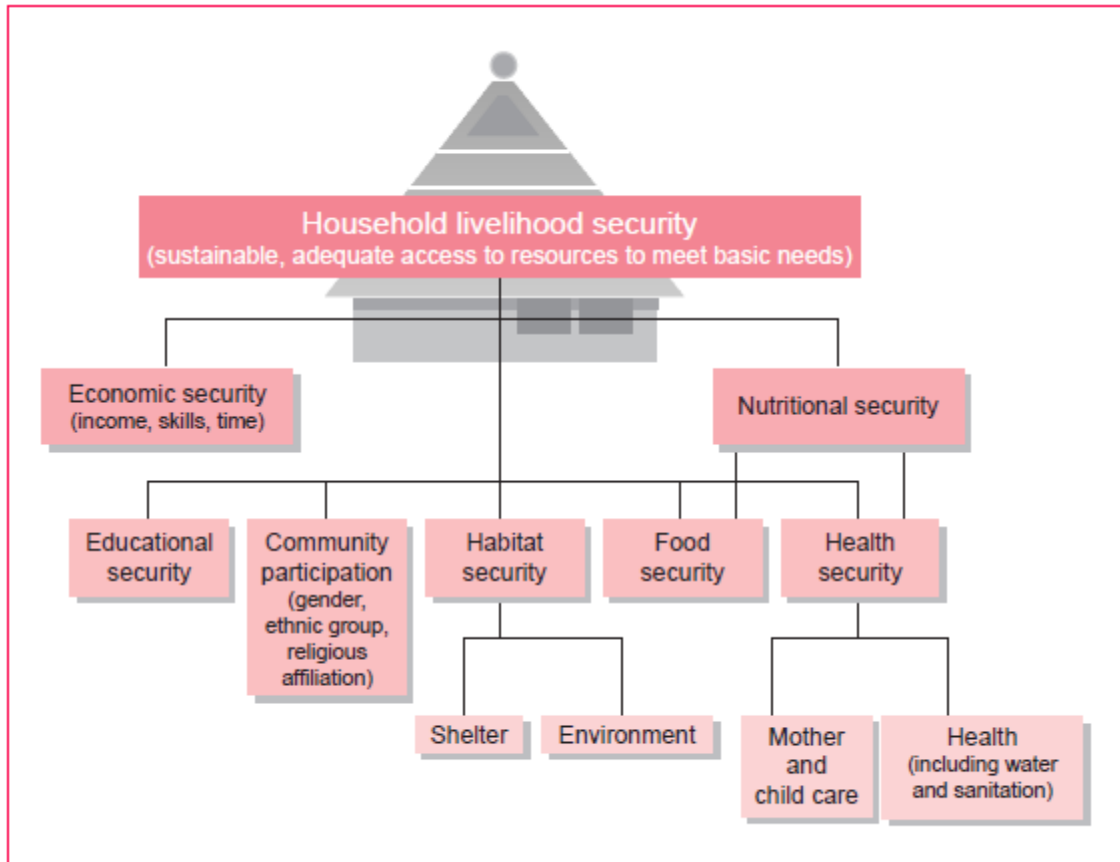 Household livelihood security
(sustainable, adequate access to resources to meet basic needs)
Economic security
(income, skills, time)
Nutritional security
Educational
security
Community
participation
(gender,
ethnic group,
religious
affiliation)
Habitat
security
Food
security
Health
security
Shelter
Environment
Mother
and
child care
Health
(including water
and sanitation)